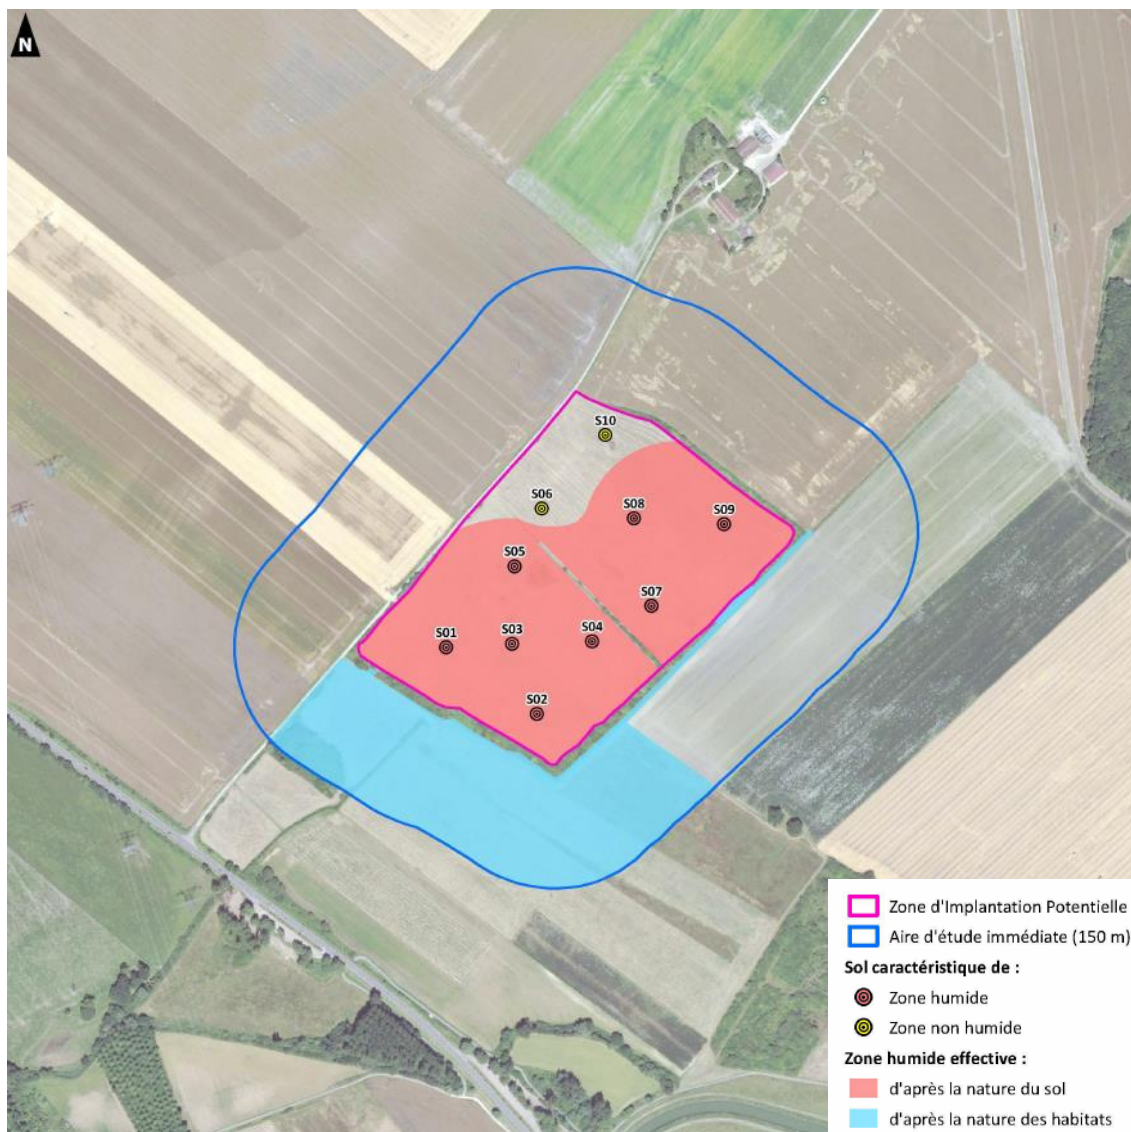 N
S10
S06
S08
S09
S05
S07
S01
S03
S04
S02
Zone d'Implantation Potentielle
Aire d'étude immédiate (150 m)
Sol caractéristique de :
Zone humide
Zone non humide
Zone humide effective :
d'après la nature du sol
d'après la nature des habitats